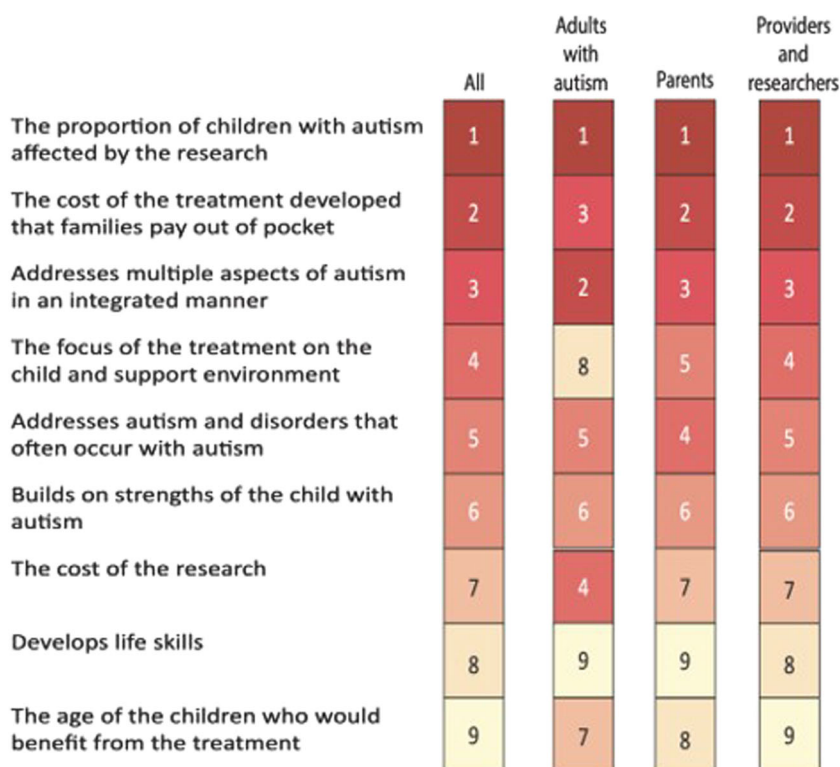 All
Adults
with
autism
Parents
Providers
and
researchers
The proportion of children with autism
affected by the research
1 1 1 1
The cost of the treatment developed
that families pay out of pocket
2 3 2 2
Addresses multiple aspects of autism
in an integrated manner
3 2 3 3
The focus of the treatment on the
child and support environment
4 8 5 4
Addresses autism and disorders that
often occur with autism
5 5 4 5
Builds on strengths of the child with
autism
6 6 6 6
The cost of the research
7 4 7 7
Develops life skills
8 9 9 8
The age of the children who would
benefit from the treatment
9 7 8 9